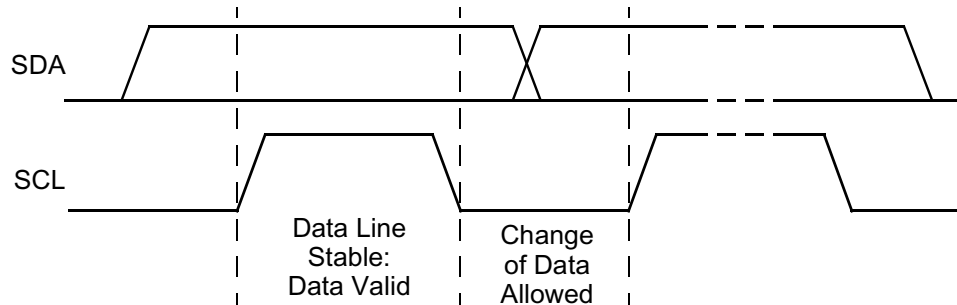 SDA
SCL
Data Line
Stable:
Data Valid
Change
of Data
Allowed